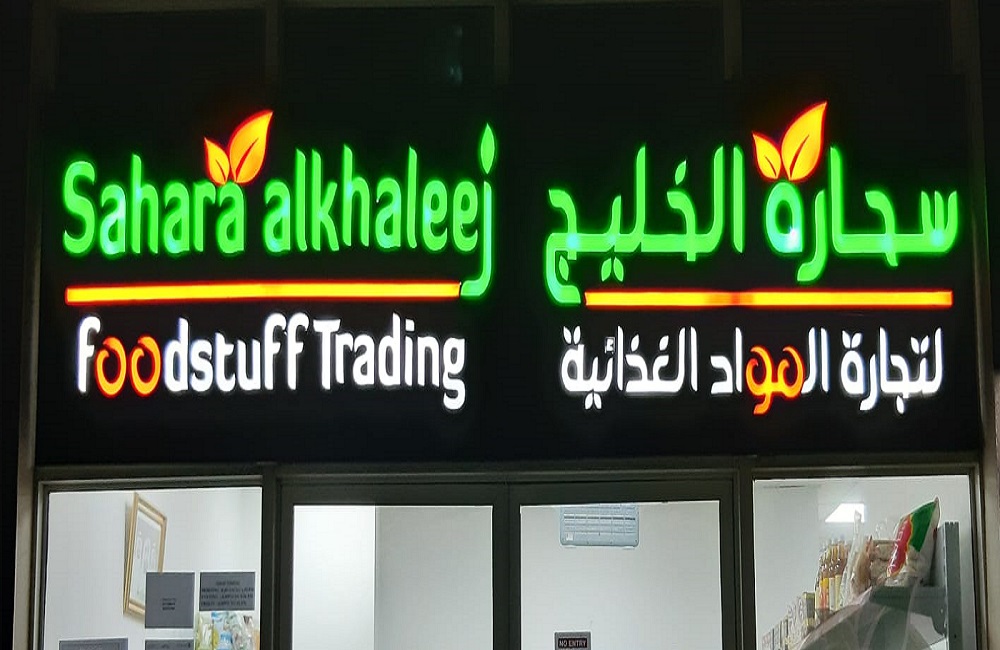 Sahara alkhaleej
foodstuff Trading
سحارة الخليج
لتجارة المواد الغذائية
NO ENTRY